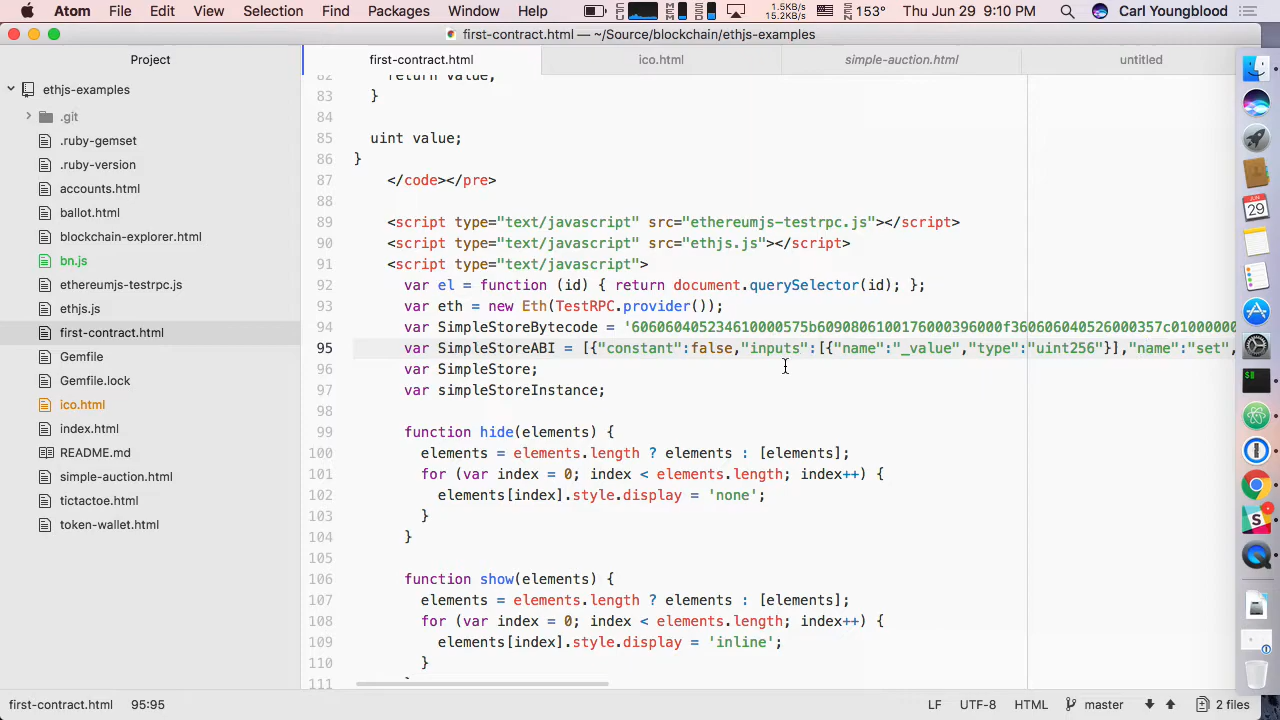 Atom File Edit View Selection Find Packages Window Help 1.5KB/s 15.2KB/s 153° Thu Jun 29 9:10 PM Carl Youngblood
first-contract.html — ~/Source/blockchain/ethjs-examples
Project
first-contract.html ico.html simple-auction.html untitled
ethjs-examples
.git
.ruby-gemset
.ruby-version
accounts.html
ballot.html
blockchain-explorer.html
bn.js
ethereumjs-testrpc.js
ethjs.js
first-contract.html
Gemfile
Gemfile.lock
ico.html
index.html
README.md
simple-auction.html
tictactoe.html
token-wallet.html
82 return value;
83 }
84
85 uint value;
86 }
87 </code></pre>
88
89 <script type="text/javascript" src="ethereumjs-testrpc.js"></script>
90 <script type="text/javascript" src="ethjs.js"></script>
91 <script type="text/javascript">
92 var el = function (id) { return document.querySelector(id); };
93 var eth = new Eth(TestRPC.provider());
94 var SimpleStoreBytecode = '606060405234610000575b6090806100176000396000f360606040526000357c01000000
95 var SimpleStoreABI = [{"constant":false,"inputs":[{"name":"_value","type":"uint256"}],"name":"set",
96 var SimpleStore;
97 var simpleStoreInstance;
98
99 function hide(elements) {
100 elements = elements.length ? elements : [elements];
101 for (var index = 0; index < elements.length; index++) {
102 elements[index].style.display = 'none';
103 }
104 }
105
106 function show(elements) {
107 elements = elements.length ? elements : [elements];
108 for (var index = 0; index < elements.length; index++) {
109 elements[index].style.display = 'inline';
110 }
111
first-contract.html 95:95 LF UTF-8 HTML master 2 files